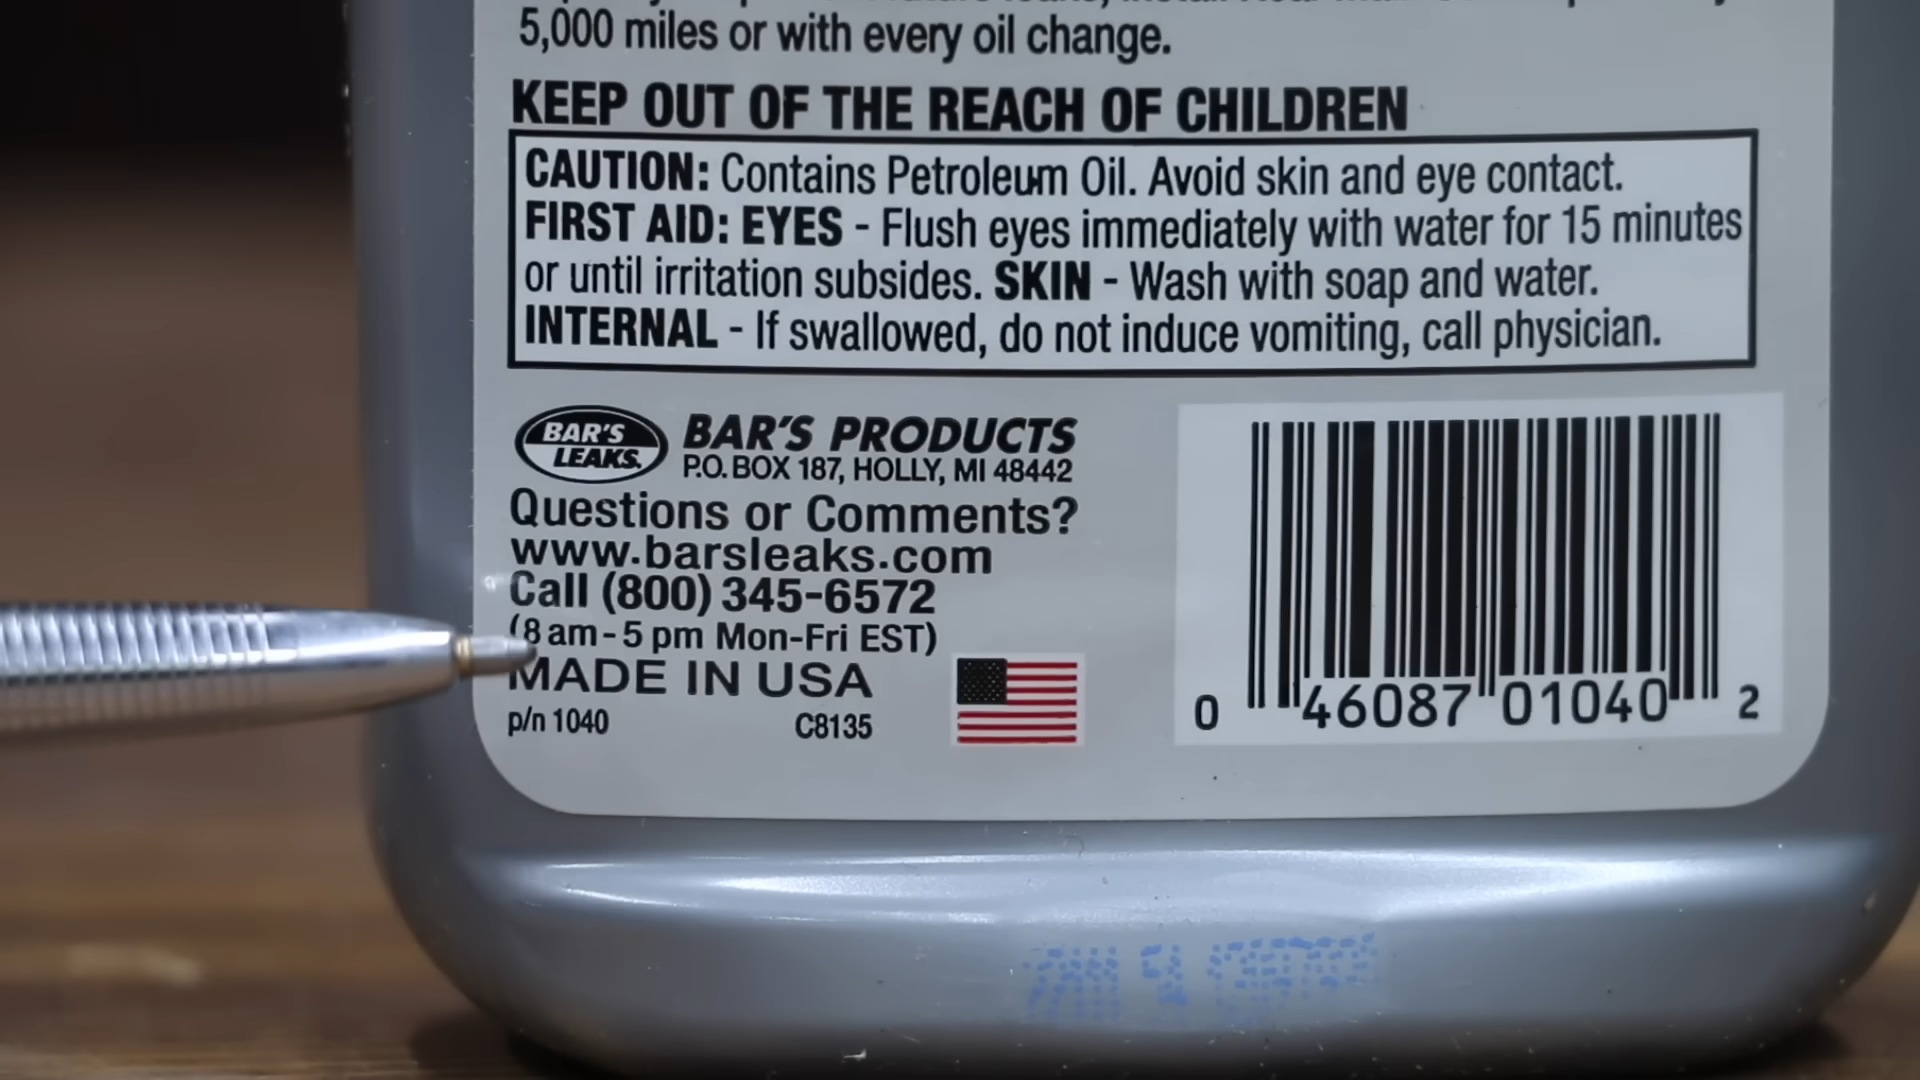 5,000 miles or with every oil change.
KEEP OUT OF THE REACH OF CHILDREN
CAUTION: Contains Petroleum Oil. Avoid skin and eye contact.
FIRST AID: EYES - Flush eyes immediately with water for 15 minutes
or until irritation subsides. SKIN - Wash with soap and water.
INTERNAL - If swallowed, do not induce vomiting, call physician.
BAR'S LEAKS.
BAR'S PRODUCTS
P.O. BOX 187, HOLLY, MI 48442
Questions or Comments?
www.barsleaks.com
Call (800) 345-6572
(8 am - 5 pm Mon-Fri EST)
MADE IN USA
p/n 1040 C8135
0 46087 01040 2